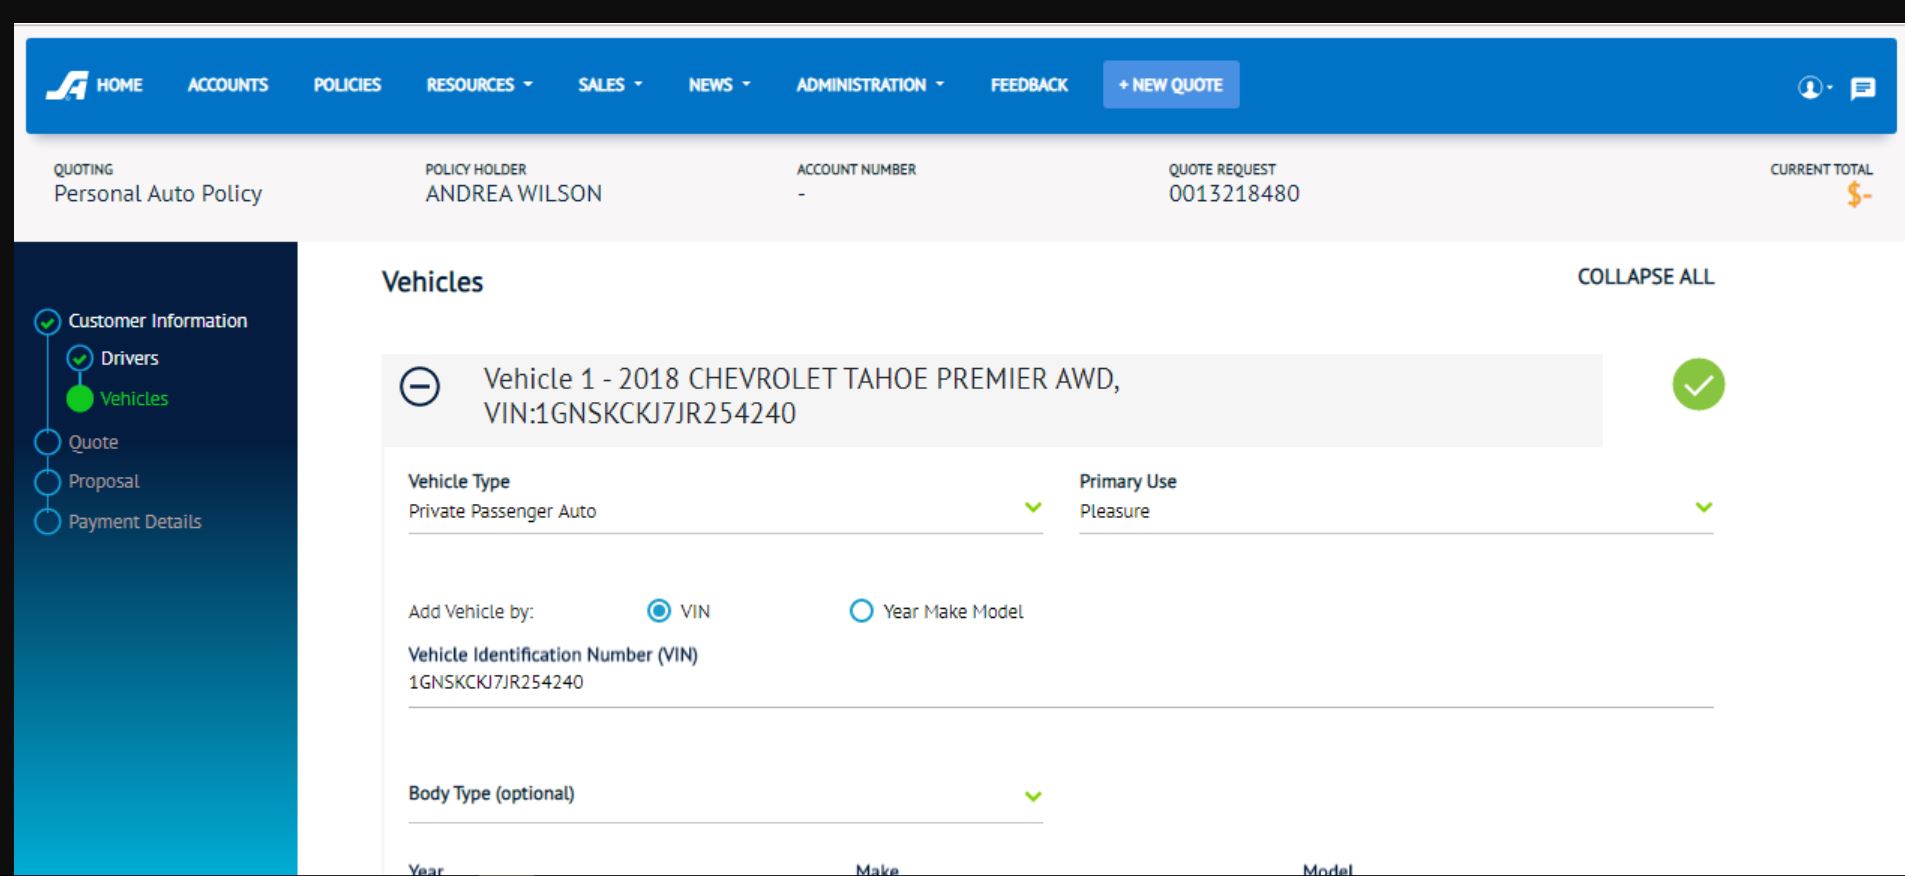 HOME ACCOUNTS POLICIES RESOURCES SALES NEWS ADMINISTRATION FEEDBACK + NEW QUOTE
QUOTING POLICY HOLDER ACCOUNT NUMBER QUOTE REQUEST CURRENT TOTAL
Personal Auto Policy ANDREA WILSON - 0013218480 $-
Customer Information
Drivers
Vehicles
Quote
Proposal
Payment Details
Vehicles COLLAPSE ALL
Vehicle 1 - 2018 CHEVROLET TAHOE PREMIER AWD,
VIN:1GNSKCKJ7JR254240
Vehicle Type Primary Use
Private Passenger Auto Pleasure
Add Vehicle by: VIN Year Make Model
Vehicle Identification Number (VIN)
1GNSKCKJ7JR254240
Body Type (optional)
Year Make Model